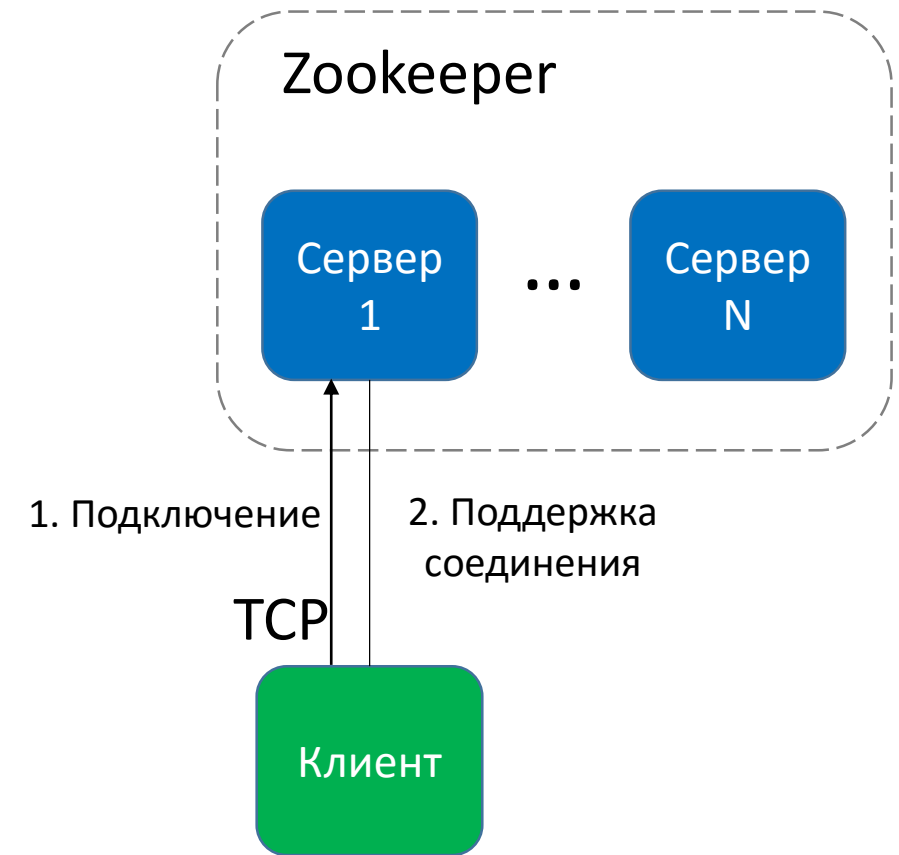 Zookeeper
Сервер
1
...
Сервер
N
1. Подключение
2. Поддержка
соединения
TCP
Клиент